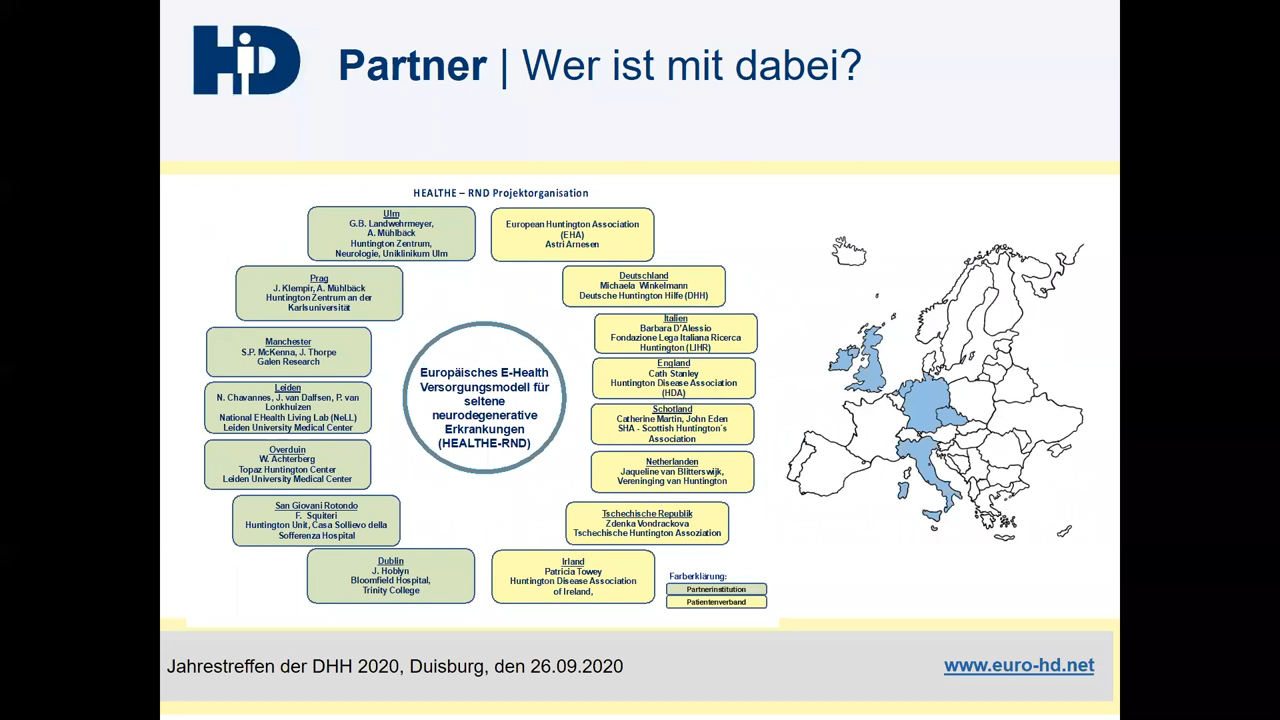 HD
Partner | Wer ist mit dabei?
HEALTHE – RND Projektorganisation
Ulm
G.B. Landwehrmeyer,
A. Mühlbäck
Huntington Zentrum,
Neurologie, Uniklinikum Ulm
European Huntington Association
(EHA)
Astri Arnesen
Prag
J. Klempir, A. Mühlbäck
Huntington Zentrum an der
Karlsuniversität
Deutschland
Michaela Winkelmann
Deutsche Huntington Hilfe (DHH)
Manchester
S.P. McKenna, J. Thorpe
Galen Research
Italien
Barbara D'Alessio
Fondazione Lega Italiana Ricerca
Huntington (LIHR)
England
Cath Stanley
Huntington Disease Association
(HDA)
Leiden
N. Chavannes, J. van Dalfsen, P. van
Lonkhuizen
National EHealth Living Lab (NeLL)
Leiden University Medical Center
Schotland
Catherine Martin, John Eden
SHA - Scottish Huntington´s
Association
Overduin
W. Achterberg
Topaz Huntington Center
Leiden University Medical Center
Netherlanden
Jaqueline van Blitterswijk,
Vereninging van Huntington
San Giovani Rotondo
F. Squiteri
Huntington Unit, Casa Sollievo della
Sofferenza Hospital
Tschechische Republik
Zdenka Vondrackova
Tschechische Huntington Assoziation
Dublin
J. Hoblyn
Bloomfield Hospital,
Trinity College
Irland
Patricia Towey
Huntington Disease Association
of Ireland,
Europäisches E-Health
Versorgungsmodell für
seltene
neurodegenerative
Erkrankungen
(HEALTHE-RND)
Farberklärung:
Partnerinstitution
Patientenverband
Jahrestreffen der DHH 2020, Duisburg, den 26.09.2020
www.euro-hd.net